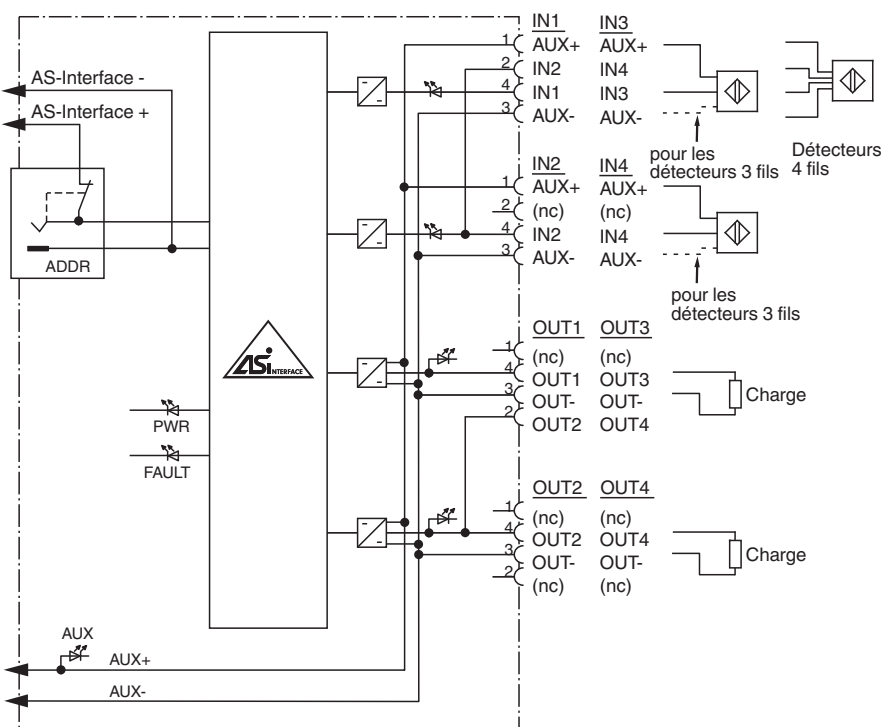 AS-Interface -
AS-Interface +
ADDR
ASI INTERFACE
PWR
FAULT
AUX
AUX+
AUX-
IN1 IN3
1 AUX+ AUX+
2 IN2 IN4
4 IN1 IN3
3 AUX- AUX-
pour les
détecteurs 3 fils
Détecteurs
4 fils
IN2 IN4
1 AUX+ AUX+
2 (nc) (nc)
4 IN2 IN4
3 AUX- AUX-
pour les
détecteurs 3 fils
OUT1 OUT3
1 (nc) (nc)
4 OUT1 OUT3
3 OUT- OUT-
2 OUT2 OUT4
Charge
OUT2 OUT4
1 (nc) (nc)
4 OUT2 OUT4
3 OUT- OUT-
2 (nc) (nc)
Charge